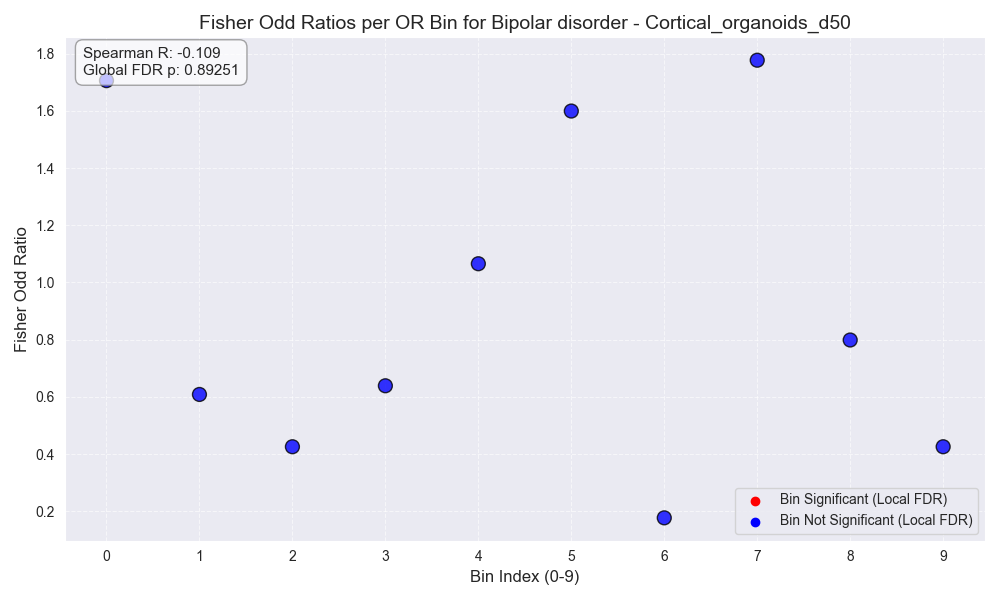 Fisher Odd Ratios per OR Bin for Bipolar disorder - Cortical_organoids_d50
Spearman R: -0.109
Global FDR p: 0.89251
Fisher Odd Ratio
1.8
1.6
1.4
1.2
1.0
0.8
0.6
0.4
0.2
Bin Significant (Local FDR)
Bin Not Significant (Local FDR)
0 1 2 3 4 5 6 7 8 9
Bin Index (0-9)